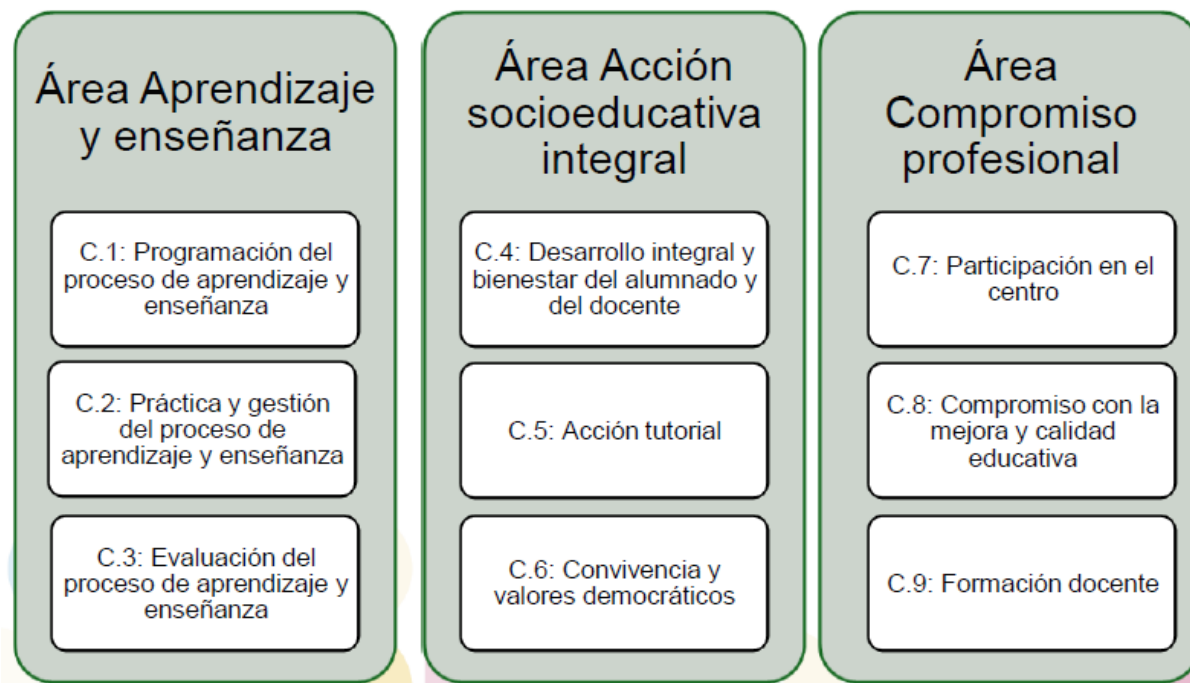 Área Aprendizaje
y enseñanza
C.1: Programación del
proceso de aprendizaje y
enseñanza
C.2: Práctica y gestión
del proceso de
aprendizaje y enseñanza
C.3: Evaluación del
proceso de aprendizaje y
enseñanza
Área Acción
socioeducativa
integral
C.4: Desarrollo integral y
bienestar del alumnado y
del docente
C.5: Acción tutorial
C.6: Convivencia y
valores democráticos
Área
Compromiso
profesional
C.7: Participación en el
centro
C.8: Compromiso con la
mejora y calidad
educativa
C.9: Formación docente